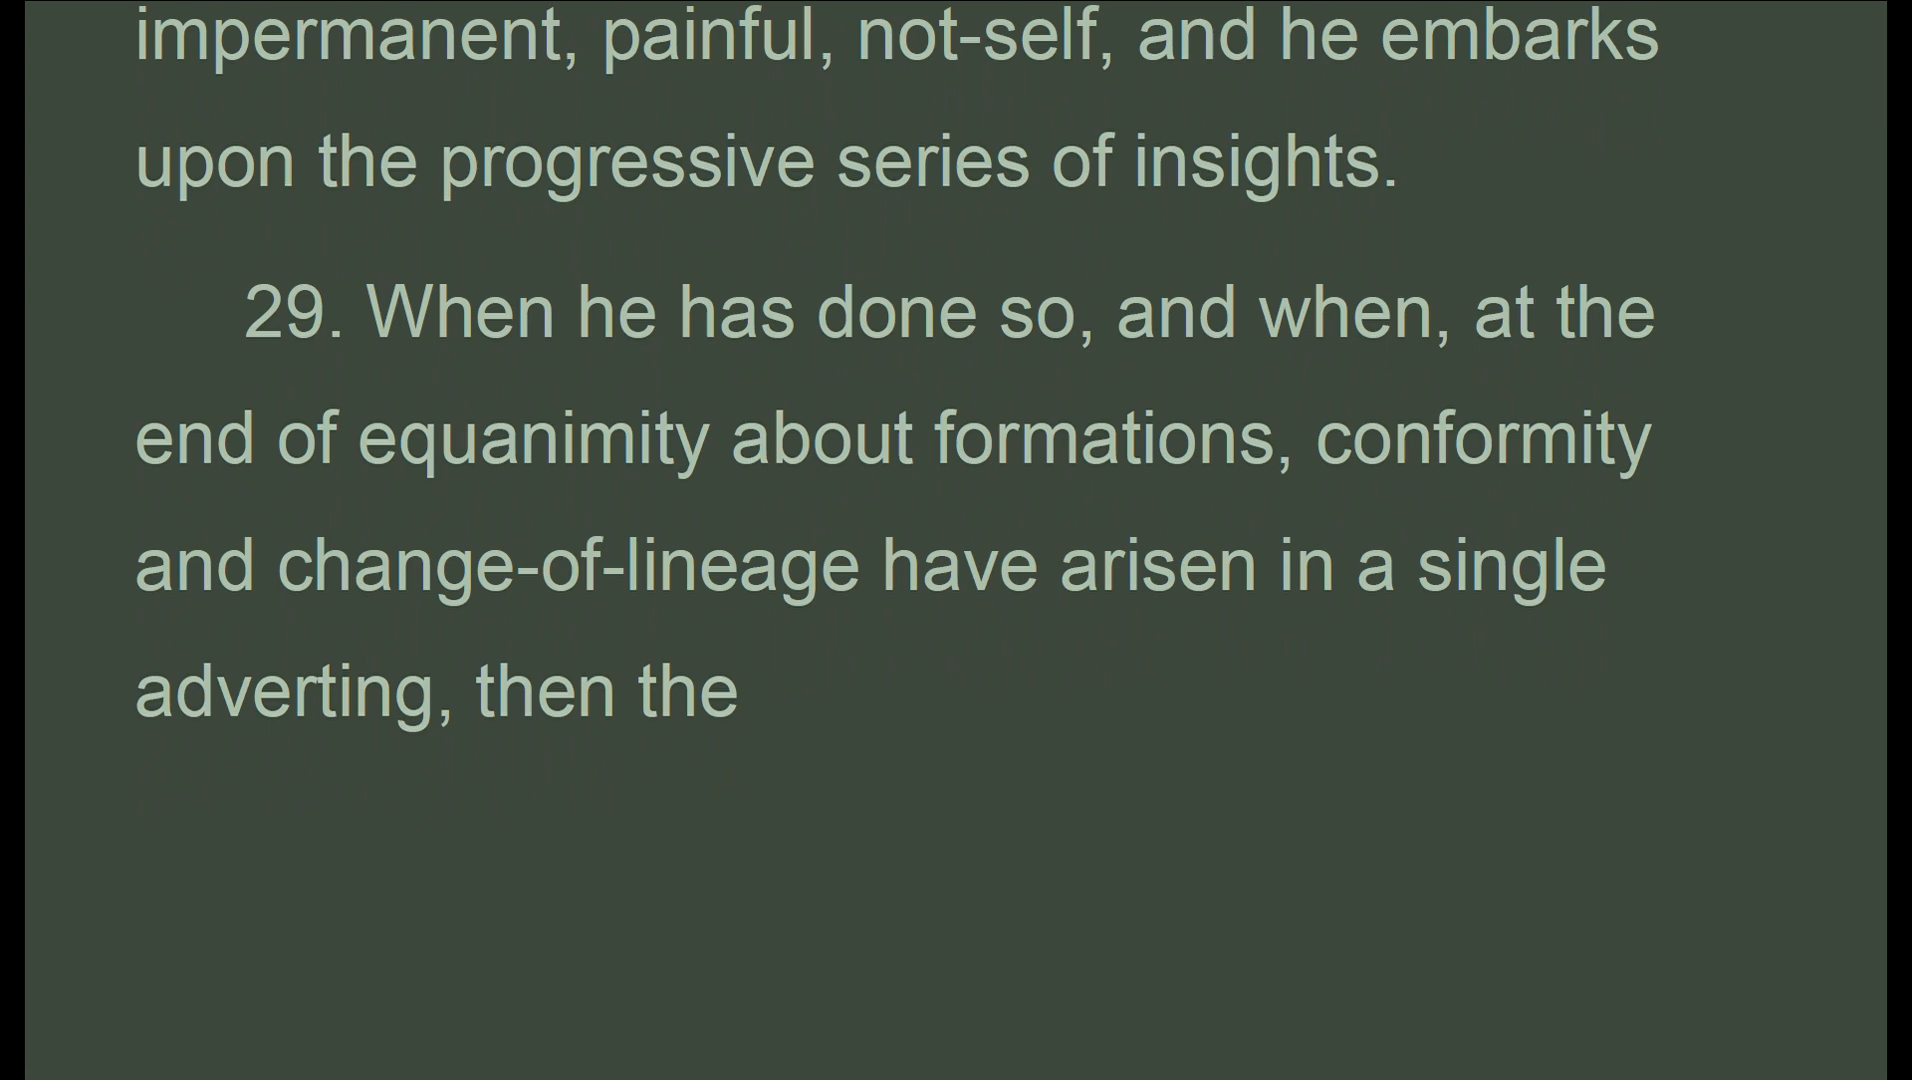 impermanent, painful, not-self, and he embarks
upon the progressive series of insights.
29. When he has done so, and when, at the
end of equanimity about formations, conformity
and change-of-lineage have arisen in a single
adverting, then the